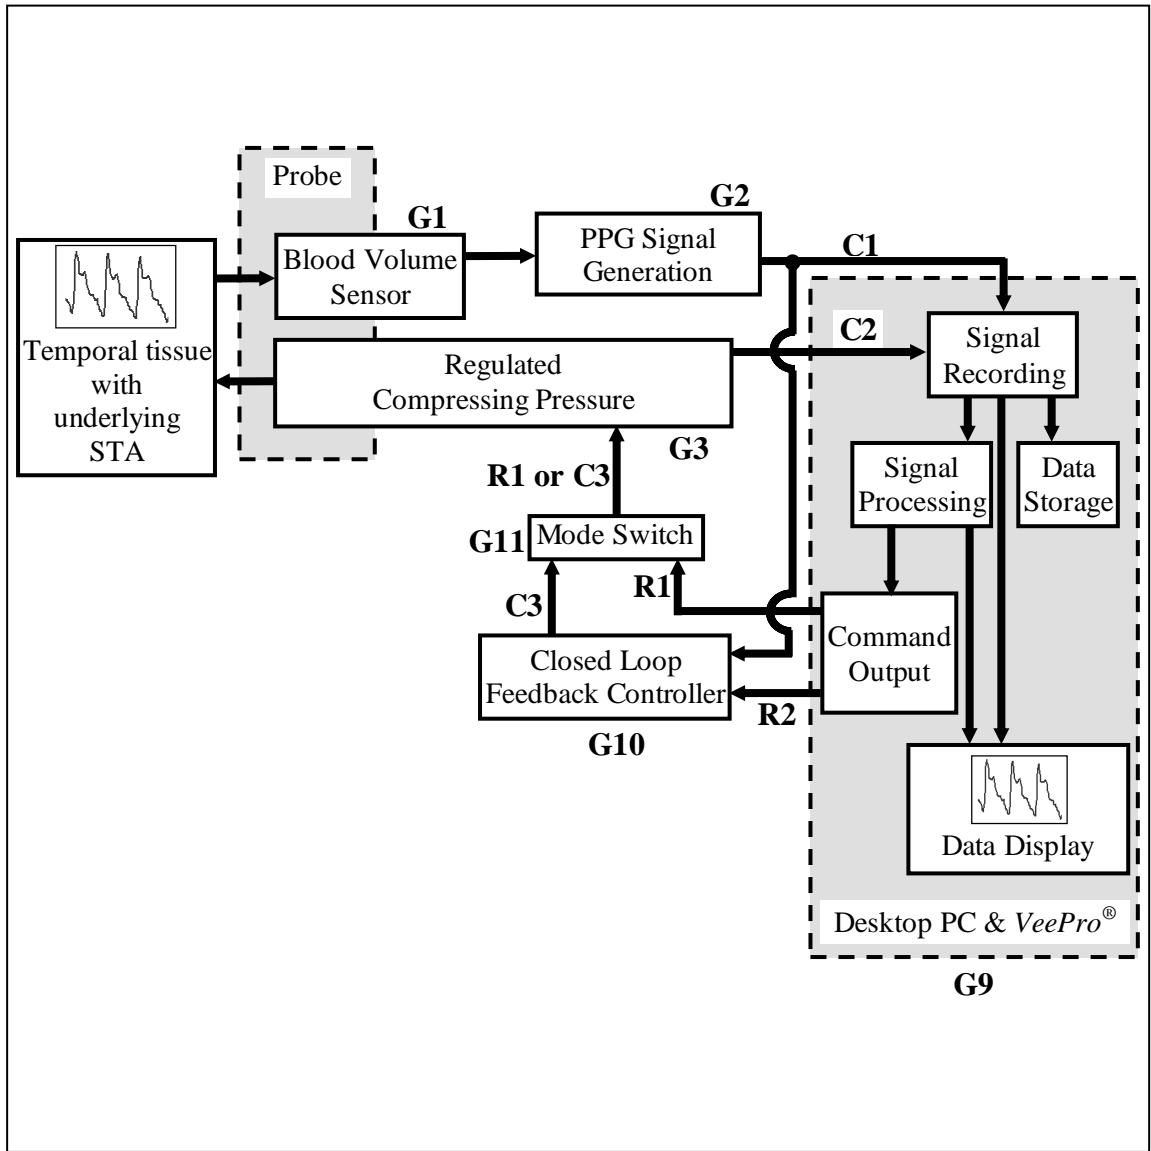 Probe
G1
G2
Blood Volume
Sensor
PPG Signal
Generation
C1
Temporal tissue
with
underlying
STA
Regulated
Compressing Pressure
G3
C2
Signal
Recording
R1 or C3
Signal
Processing
Data
Storage
G11
Mode Switch
R1
C3
Closed Loop
Feedback Controller
G10
Command
Output
R2
Data Display
Desktop PC & VeePro®
G9